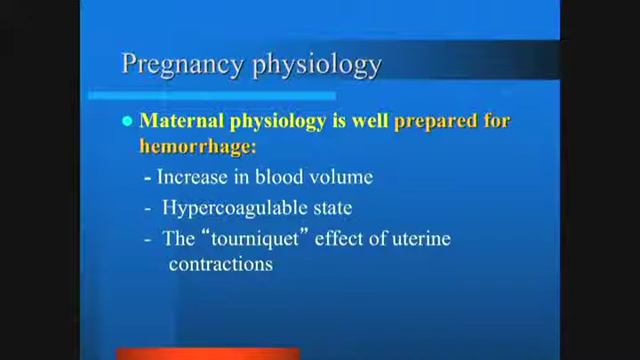 Pregnancy physiology
• Maternal physiology is well prepared for
hemorrhage:
- Increase in blood volume
- Hypercoagulable state
- The “tourniquet” effect of uterine
contractions